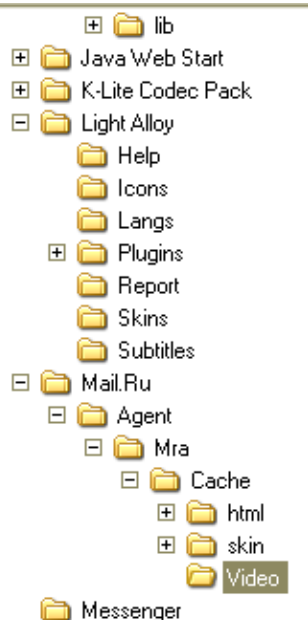 lib
Java Web Start
K-Lite Codec Pack
Light Alloy
Help
Icons
Langs
Plugins
Report
Skins
Subtitles
Mail.Ru
Agent
Mra
Cache
html
skin
Video
Messenger